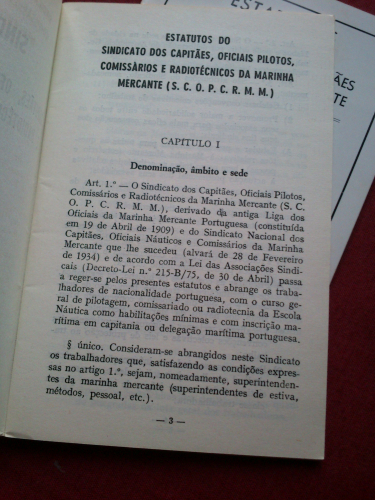 ESTATUTOS DO
SINDICATO DOS CAPITÃES, OFICIAIS PILOTOS,
COMISSÀRIOS E RADIOTÉCNICOS DA MARINHA
MERCANTE (S. C. O. P. C. R. M. M.)
CAPITULO I
Denominação, âmbito e sede
Art. 1.º — O Sindicato dos Capitães, Oficiais Pilotos,
Comissários e Radiotécnicos da Marinha Mercante (S. C.
O. P. C. R. M. M.), derivado da antiga Liga dos
Oficiais da Marinha Mercante Portuguesa (constituída
em 19 de Abril de 1909) e do Sindicato Nacional dos
Capitães, Oficiais Náuticos e Comissários da Marinha
Mercante que lhe sucedeu (alvará de 28 de Fevereiro
de 1934) e de acordo com a Lei das Associações Sindi-
cais (Decreto-Lei n.º 215-B/75, de 30 de Abril) passa
a reger-se pelos presentes estatutos e abrange os traba-
lhadores de nacionalidade portuguesa, com o curso ge-
ral de pilotagem, comissariado ou radiotecnia da Escola
Náutica como habilitações mínimas e com inscrição ma-
rítima em capitania ou delegação marítima portuguesa.
§ único. Consideram-se abrangidos neste Sindicato
os trabalhadores que, satisfazendo as condições expres-
sas no artigo 1.º, sejam, nomeadamente, superintenden-
tes da marinha mercante (superintendentes de estiva,
métodos, pessoal, etc.).
— 3 —
ESTA
ÃES
TE